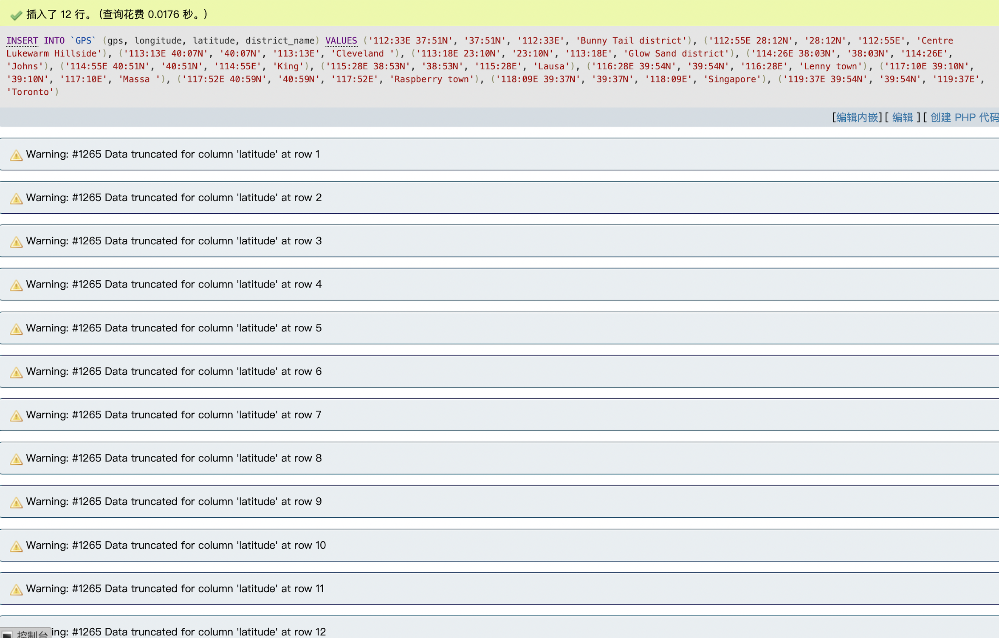 插入了 12 行。 (查询花费 0.0176 秒。)
INSERT INTO `GPS` (gps, longitude, latitude, district_name) VALUES ('112:33E 37:51N', '37:51N', '112:33E', 'Bunny Tail district'), ('112:55E 28:12N', '28:12N', '112:55E', 'Centre
Lukewarm Hillside'), ('113:13E 40:07N', '40:07N', '113:13E', 'Cleveland '), ('113:18E 23:10N', '23:10N', '113:18E', 'Glow Sand district'), ('114:26E 38:03N', '38:03N', '114:26E',
'Johns'), ('114:55E 40:51N', '40:51N', '114:55E', 'King'), ('115:28E 38:53N', '38:53N', '115:28E', 'Lausa'), ('116:28E 39:54N', '39:54N', '116:28E', 'Lenny town'), ('117:10E 39:10N',
'39:10N', '117:10E', 'Massa '), ('117:52E 40:59N', '40:59N', '117:52E', 'Raspberry town'), ('118:09E 39:37N', '39:37N', '118:09E', 'Singapore'), ('119:37E 39:54N', '39:54N', '119:37E',
'Toronto')
[编辑内嵌] [ 编辑 ] [ 创建 PHP 代码
Warning: #1265 Data truncated for column 'latitude' at row 1
Warning: #1265 Data truncated for column 'latitude' at row 2
Warning: #1265 Data truncated for column 'latitude' at row 3
Warning: #1265 Data truncated for column 'latitude' at row 4
Warning: #1265 Data truncated for column 'latitude' at row 5
Warning: #1265 Data truncated for column 'latitude' at row 6
Warning: #1265 Data truncated for column 'latitude' at row 7
Warning: #1265 Data truncated for column 'latitude' at row 8
Warning: #1265 Data truncated for column 'latitude' at row 9
Warning: #1265 Data truncated for column 'latitude' at row 10
Warning: #1265 Data truncated for column 'latitude' at row 11
ing: #1265 Data truncated for column 'latitude' at row 12
控制台